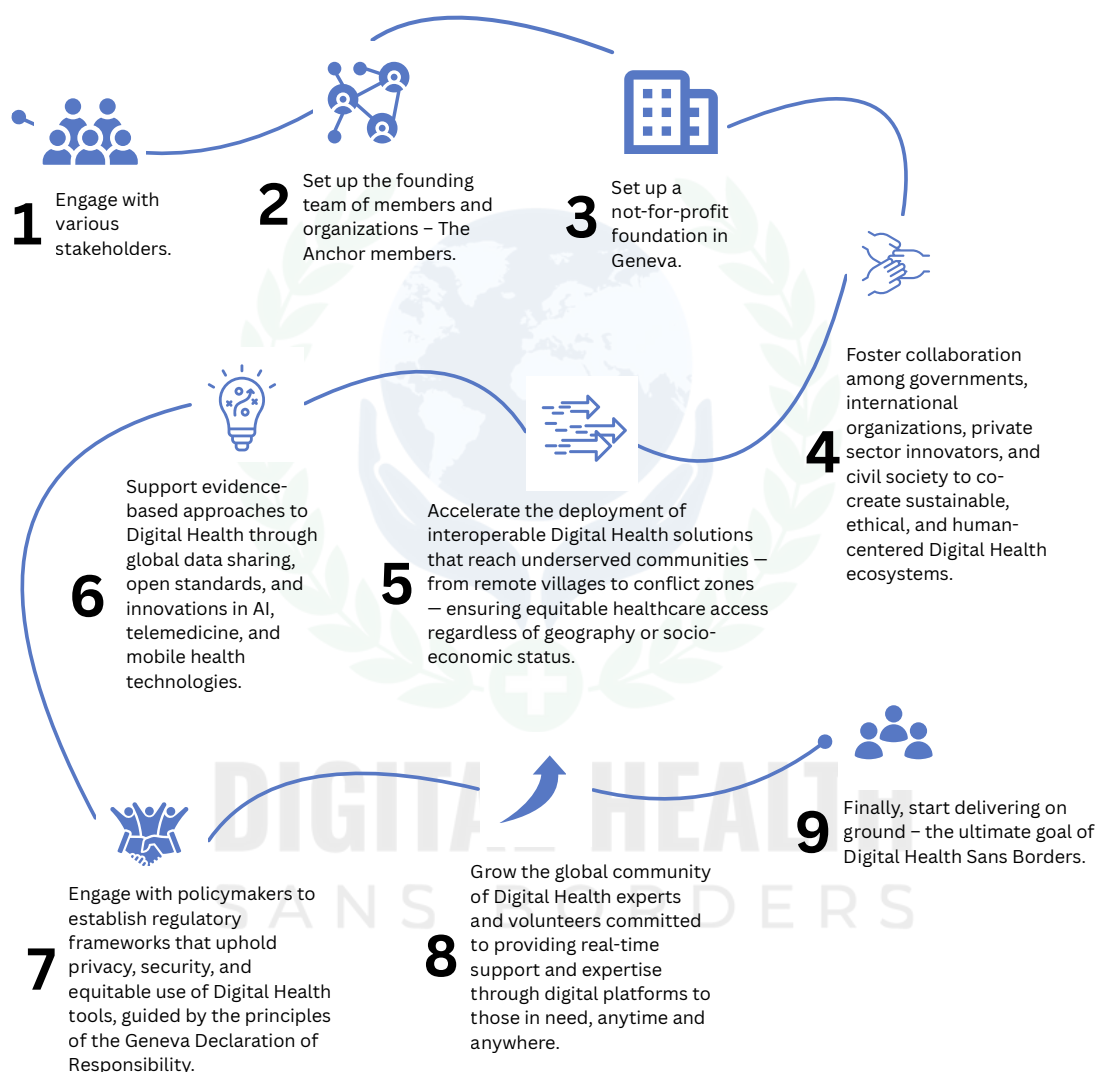 1
Engage with
various
stakeholders.
2
Set up the founding
team of members and
organizations – The
Anchor members.
3
Set up a
not-for-profit
foundation in
Geneva.
4
Foster collaboration
among governments,
international
organizations, private
sector innovators, and
civil society to co-
create sustainable,
ethical, and human-
centered Digital Health
ecosystems.
5
Accelerate the deployment of
interoperable Digital Health solutions
that reach underserved communities —
from remote villages to conflict zones
— ensuring equitable healthcare access
regardless of geography or socio-
economic status.
6
Support evidence-
based approaches to
Digital Health through
global data sharing,
open standards, and
innovations in AI,
telemedicine, and
mobile health
technologies.
7
Engage with policymakers to
establish regulatory
frameworks that uphold
privacy, security, and
equitable use of Digital Health
tools, guided by the principles
of the Geneva Declaration of
Responsibility.
8
Grow the global community
of Digital Health experts
and volunteers committed
to providing real-time
support and expertise
through digital platforms to
those in need, anytime and
anywhere.
9
Finally, start delivering on
ground – the ultimate goal of
Digital Health Sans Borders.
DIGITAL HEALTH
SANS BORDERS